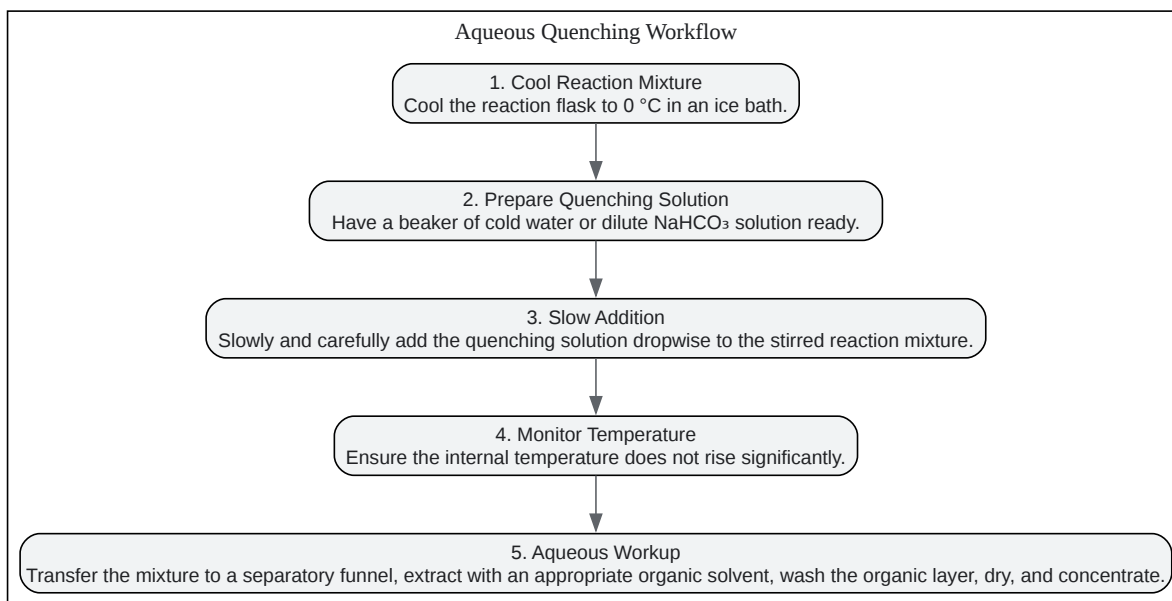 Aqueous Quenching Workflow
1. Cool Reaction Mixture
Cool the reaction flask to 0 °C in an ice bath.
2. Prepare Quenching Solution
Have a beaker of cold water or dilute NaHCO₃ solution ready.
3. Slow Addition
Slowly and carefully add the quenching solution dropwise to the stirred reaction mixture.
4. Monitor Temperature
Ensure the internal temperature does not rise significantly.
5. Aqueous Workup
Transfer the mixture to a separatory funnel, extract with an appropriate organic solvent, wash the organic layer, dry, and concentrate.